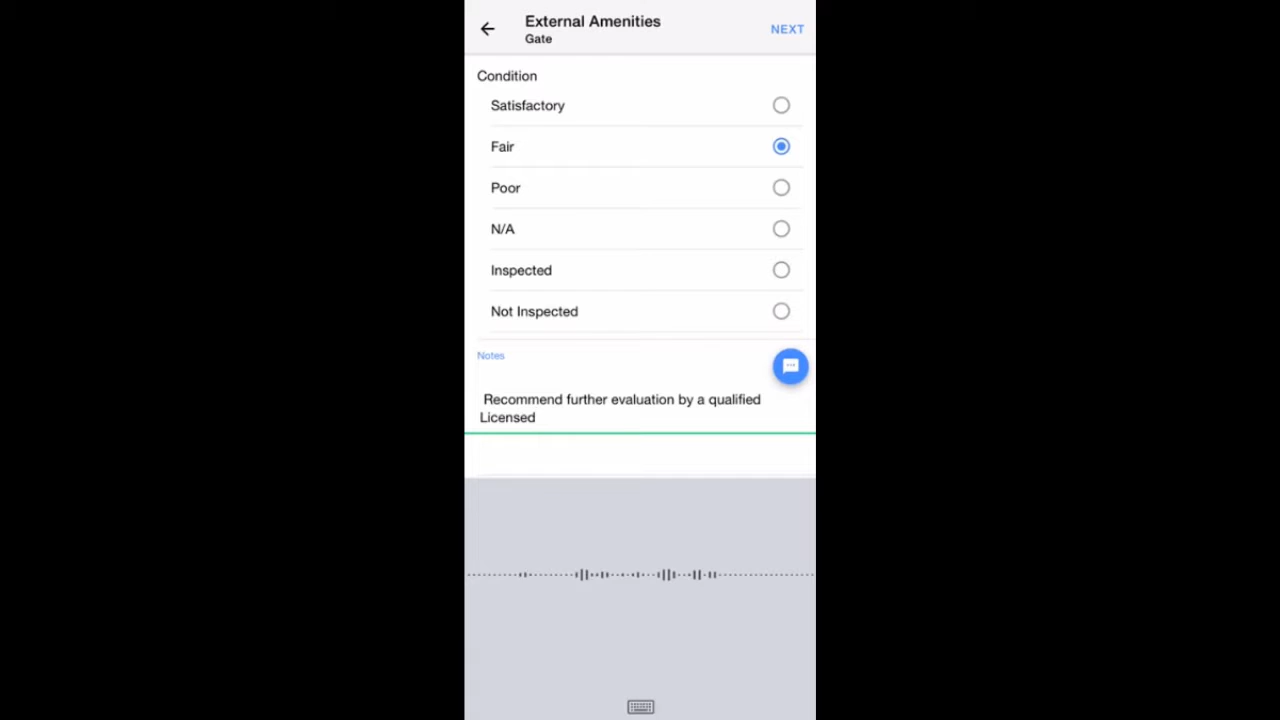 External Amenities
Gate
NEXT
Condition
Satisfactory
Fair
Poor
N/A
Inspected
Not Inspected
Notes
Recommend further evaluation by a qualified
Licensed